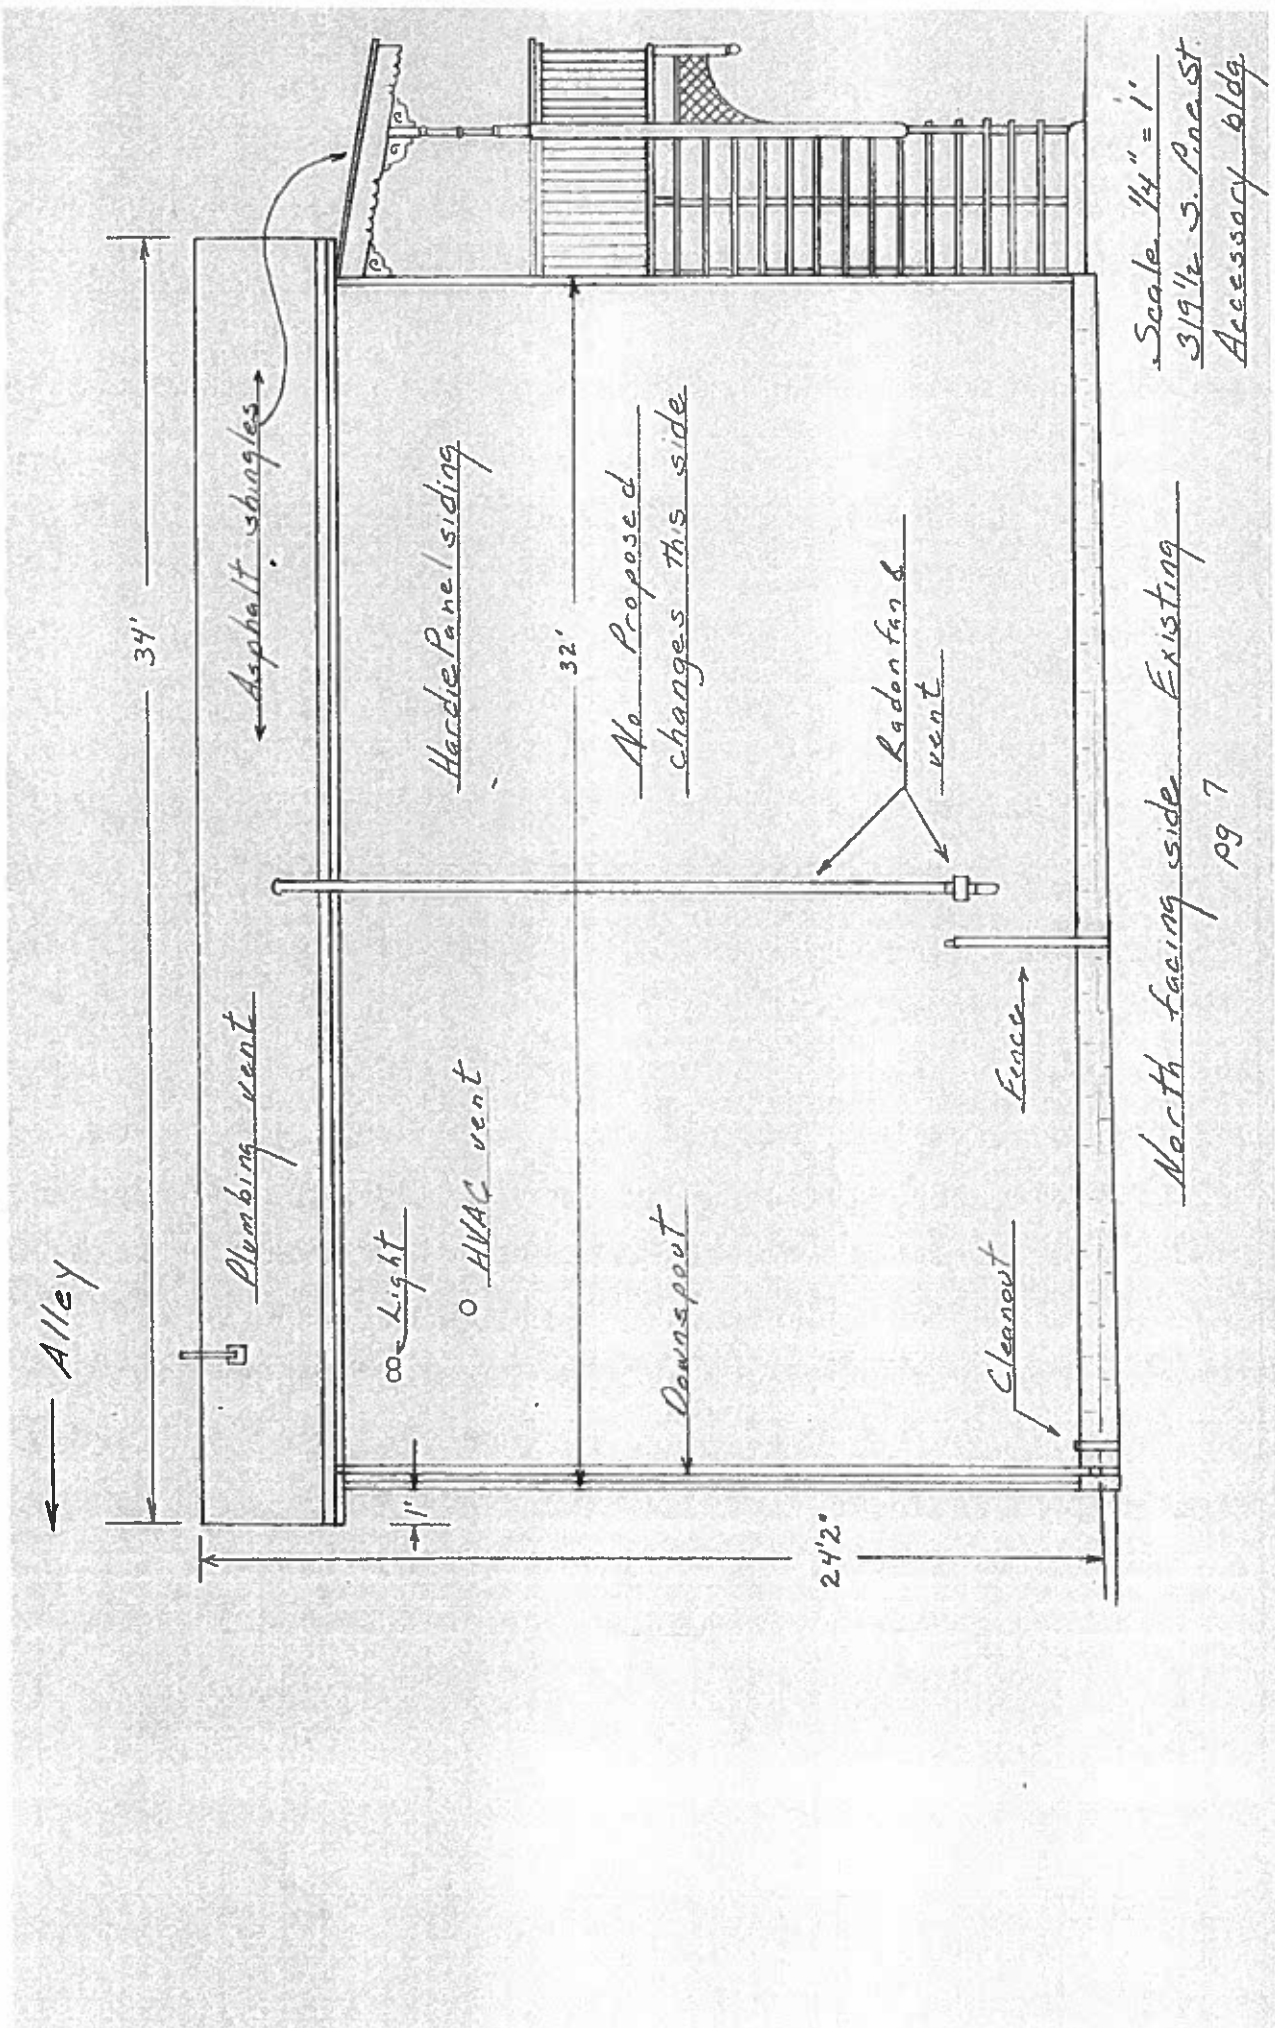 Alley
34'
Plumbing vent
Asphalt shingles
Light
HVAC vent
HardiePanel siding
32'
1'
No Proposed
changes this side
Downspout
24'2"
Radon fan &
vent
Fence
Cleanout
North facing side Existing
pg 7
Scale 1/4" = 1'
319 1/2 S. Pine St.
Accessory bldg